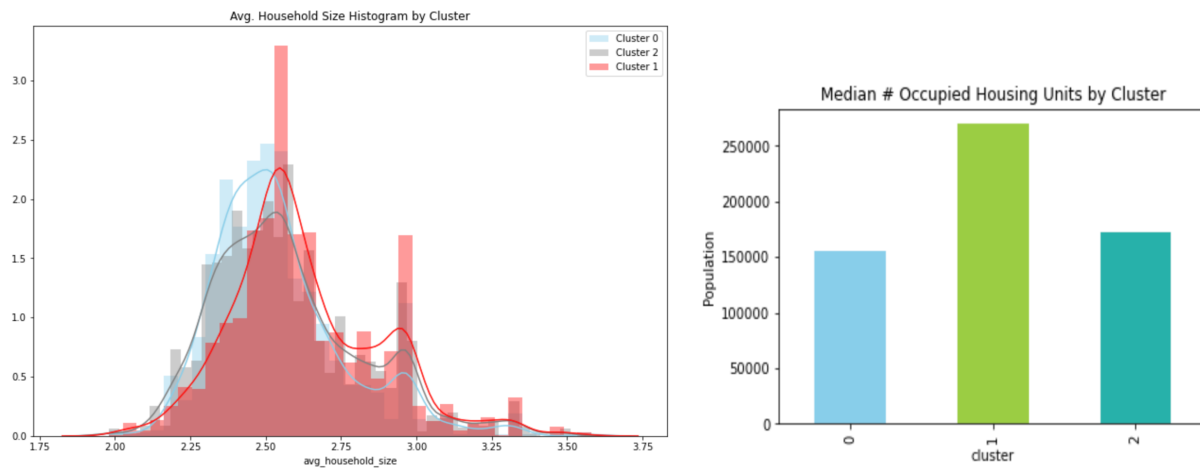 Avg. Household Size Histogram by Cluster
Cluster 0
Cluster 2
Cluster 1
3.0
2.5
2.0
1.5
1.0
0.5
0.0
1.75 2.00 2.25 2.50 2.75 3.00 3.25 3.50 3.75
avg_household_size
Median # Occupied Housing Units by Cluster
250000
200000
150000
100000
50000
0
Population
0 1 2
cluster